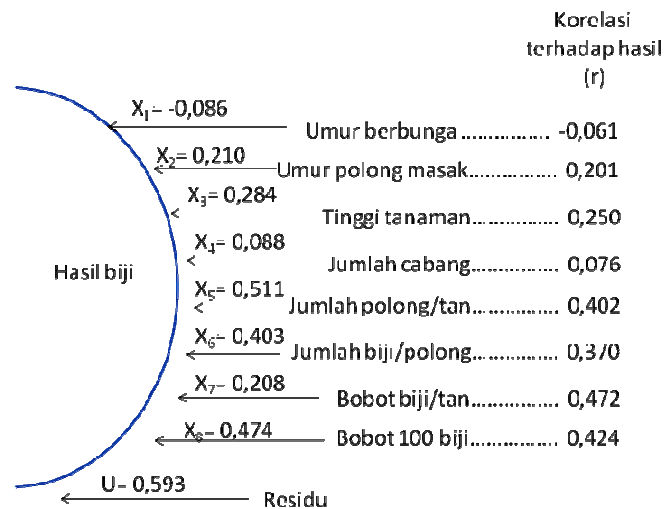 Korelasi
terhadap hasil
(r)
X1= -0,086
Umur berbunga ................ -0,061
X2= 0,210
Umur polong masak................ 0,201
X3= 0,284
Tinggi tanaman................ 0,250
X4= 0,088
Jumlah cabang................ 0,076
Hasil biji
X5= 0,511
Jumlah polong/tan................ 0,402
X6= 0,403
Jumlah biji/polong................ 0,370
X7= 0,208
Bobot biji/tan................ 0,472
X8= 0,474
Bobot 100 biji................ 0,424
U= 0,593
Residu